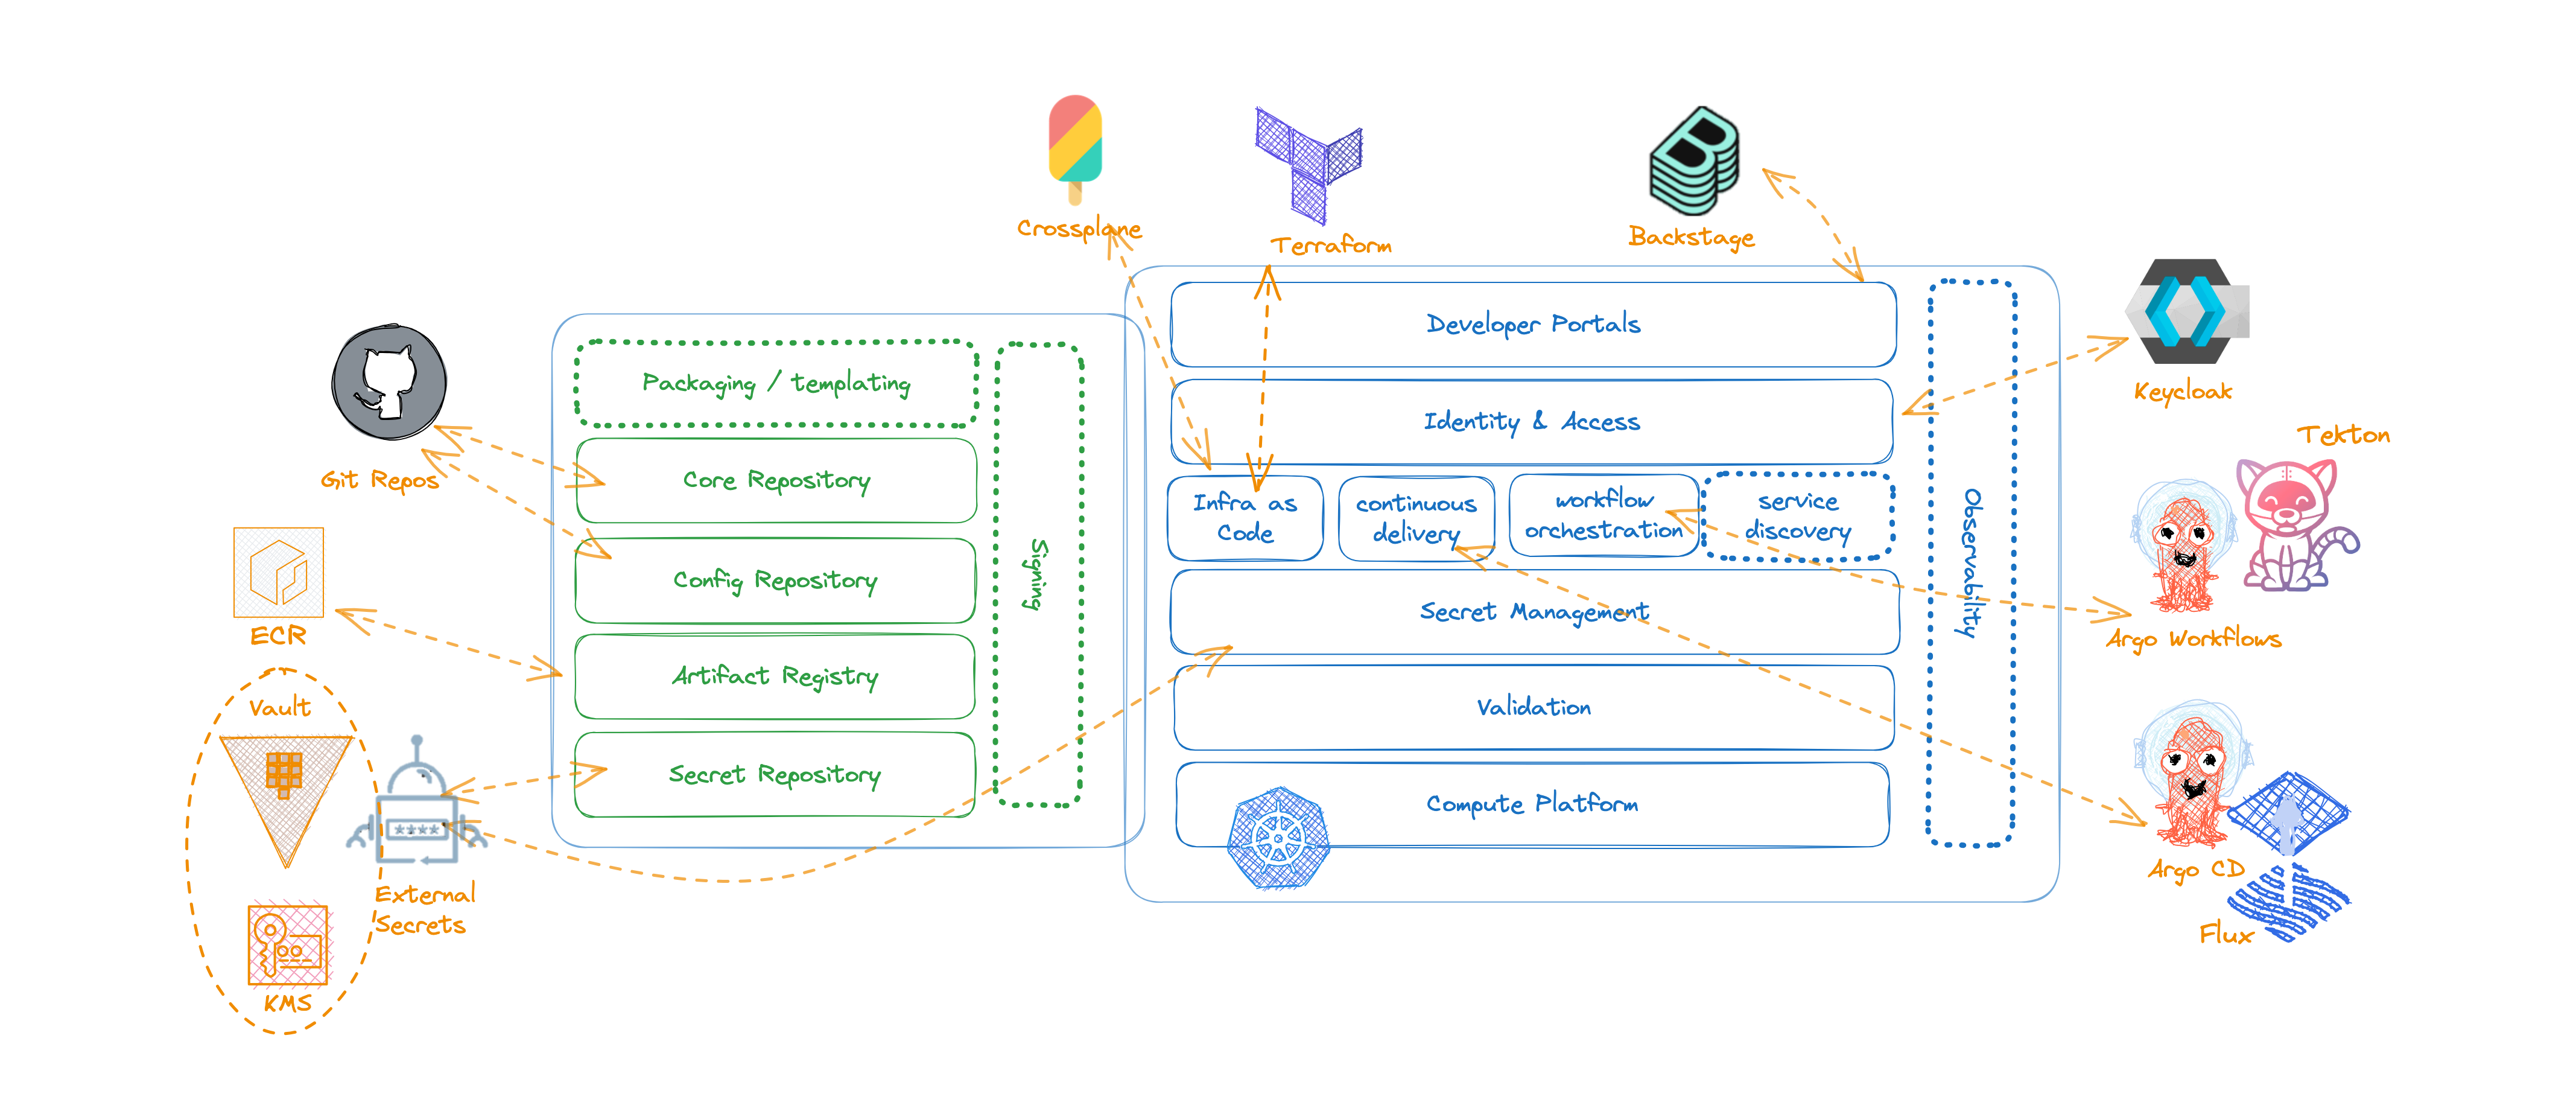 Crossplane
Terraform
Backstage
Git Repos
ECR
Vault
KMS
External
Secrets
****
Packaging / templating
Core Repository
Config Repository
Artifact Registry
Secret Repository
Signing
Developer Portals
Identity & Access
Infra as
Code
continuous
delivery
workflow
orchestration
service
discovery
Secret Management
Validation
Compute Platform
Observability
Keycloak
Tekton
Argo Workflows
Argo CD
Flux